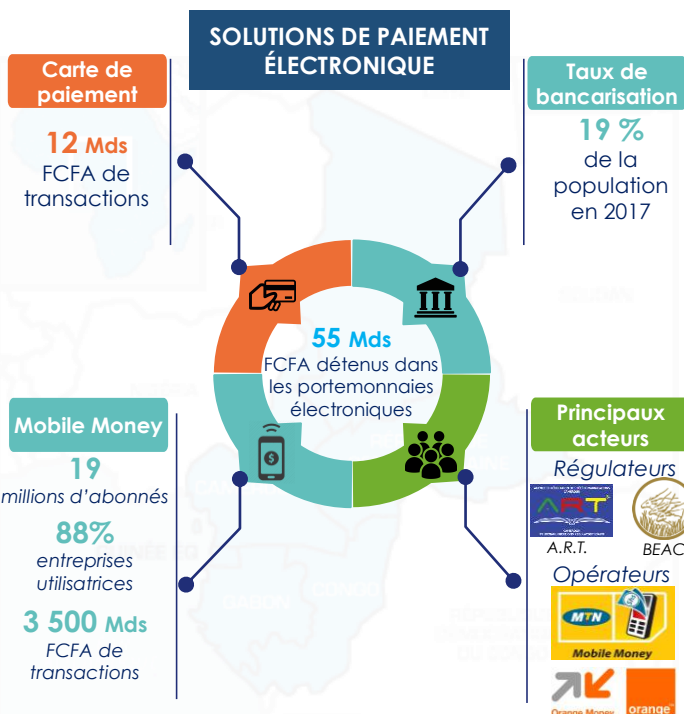 SOLUTIONS DE PAIEMENT
ÉLECTRONIQUE
Carte de
paiement
12 Mds
FCFA de
transactions
Taux de
bancarisation
19 %
de la
population
en 2017
55 Mds
FCFA détenus dans
les portemonnaies
électroniques
Mobile Money
19
millions d’abonnés
88%
entreprises
utilisatrices
3 500 Mds
FCFA de
transactions
Principaux
acteurs
Régulateurs
ART
A.R.T.
BEAC
Opérateurs
MTN
Mobile Money
Orange Money
orange
GABON
CONGO